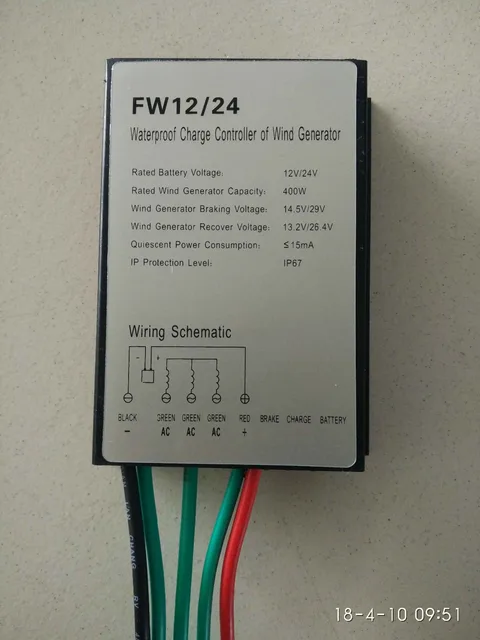 FW12/24
Waterproof Charge Controller of Wind Generator
Rated Battery Voltage: 12V/24V
Rated Wind Generator Capacity: 400W
Wind Generator Braking Voltage: 14.5V/29V
Wind Generator Recover Voltage: 13.2V/26.4V
Quiescent Power Consumption: ≤15mA
IP Protection Level: IP67
Wiring Schematic
- +
BLACK GREEN GREEN GREEN RED BRAKE CHARGE BATTERY
- AC AC AC +
18-4-10 09:51